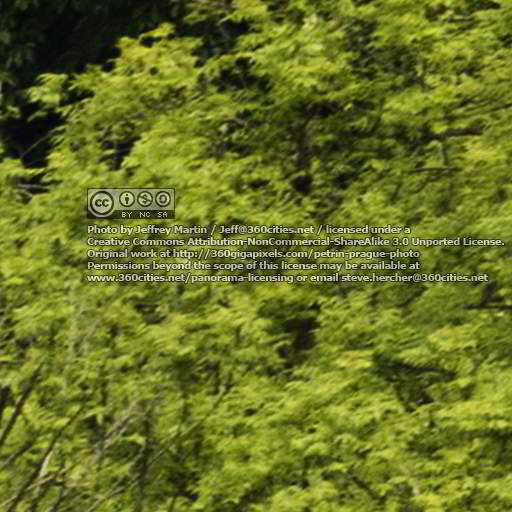 cc
BY NC SA
Photo by Jeffrey Martin / Jeff@360cities.net / licensed under a
Creative Commons Attribution-NonCommercial-ShareAlike 3.0 Unported License.
Original work at http://360gigapixels.com/petrin-prague-photo
Permissions beyond the scope of this license may be available at
www.360cities.net/panorama-licensing or email steve.hercher@360cities.net